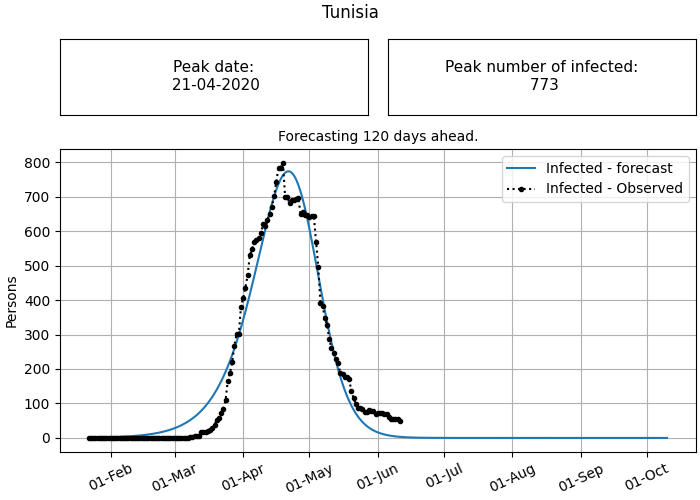 Tunisia
Peak date:
21-04-2020
Peak number of infected:
773
Forecasting 120 days ahead.
Infected - forecast
Infected - Observed
Persons
800
700
600
500
400
300
200
100
0
01-Feb
01-Mar
01-Apr
01-May
01-Jun
01-Jul
01-Aug
01-Sep
01-Oct